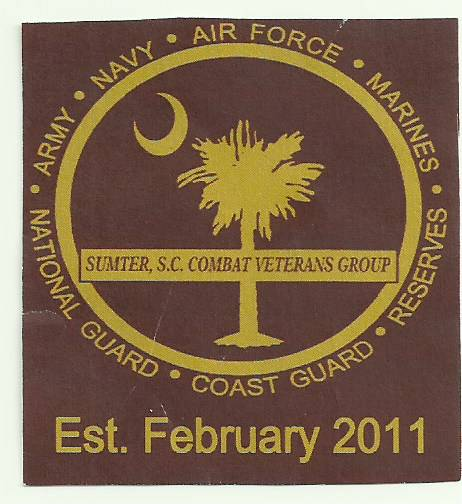 ARMY • NAVY • AIR FORCE • MARINES • RESERVES • COAST GUARD • NATIONAL GUARD •
SUMTER, S.C. COMBAT VETERANS GROUP
Est. February 2011